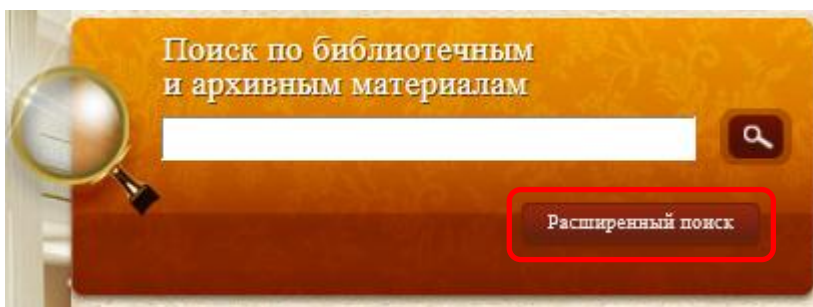 Поиск по библиотечным
и архивным материалам
Расширенный поиск